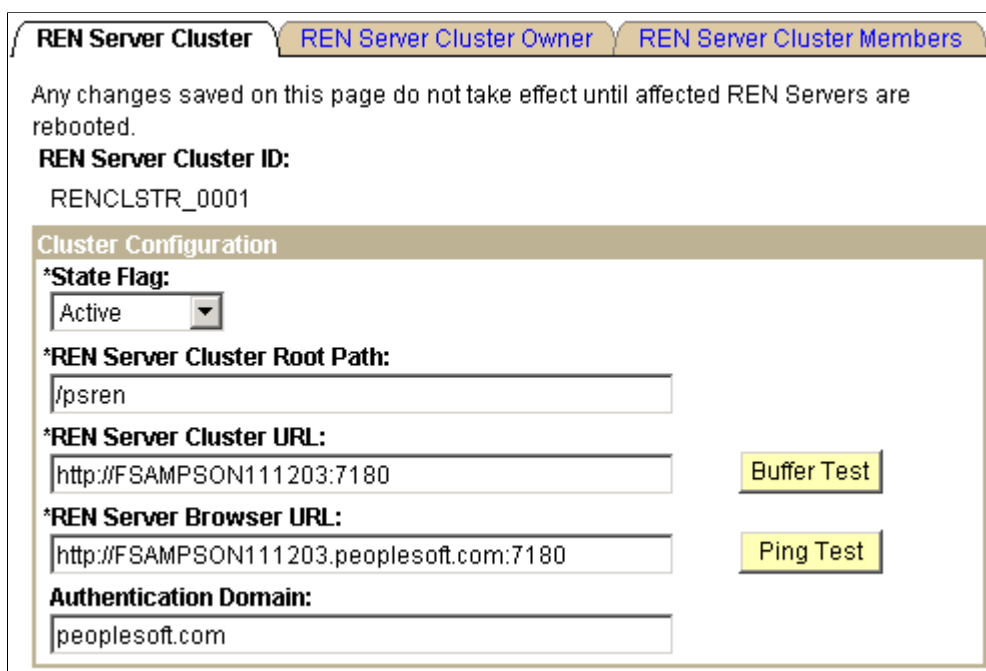 REN Server Cluster REN Server Cluster Owner REN Server Cluster Members
Any changes saved on this page do not take effect until affected REN Servers are
rebooted.
REN Server Cluster ID:
RENCLSTR_0001
Cluster Configuration
*State Flag:
Active
*REN Server Cluster Root Path:
/psren
*REN Server Cluster URL:
http://FSAMPSON111203:7180 Buffer Test
*REN Server Browser URL:
http://FSAMPSON111203.peoplesoft.com:7180 Ping Test
Authentication Domain:
peoplesoft.com